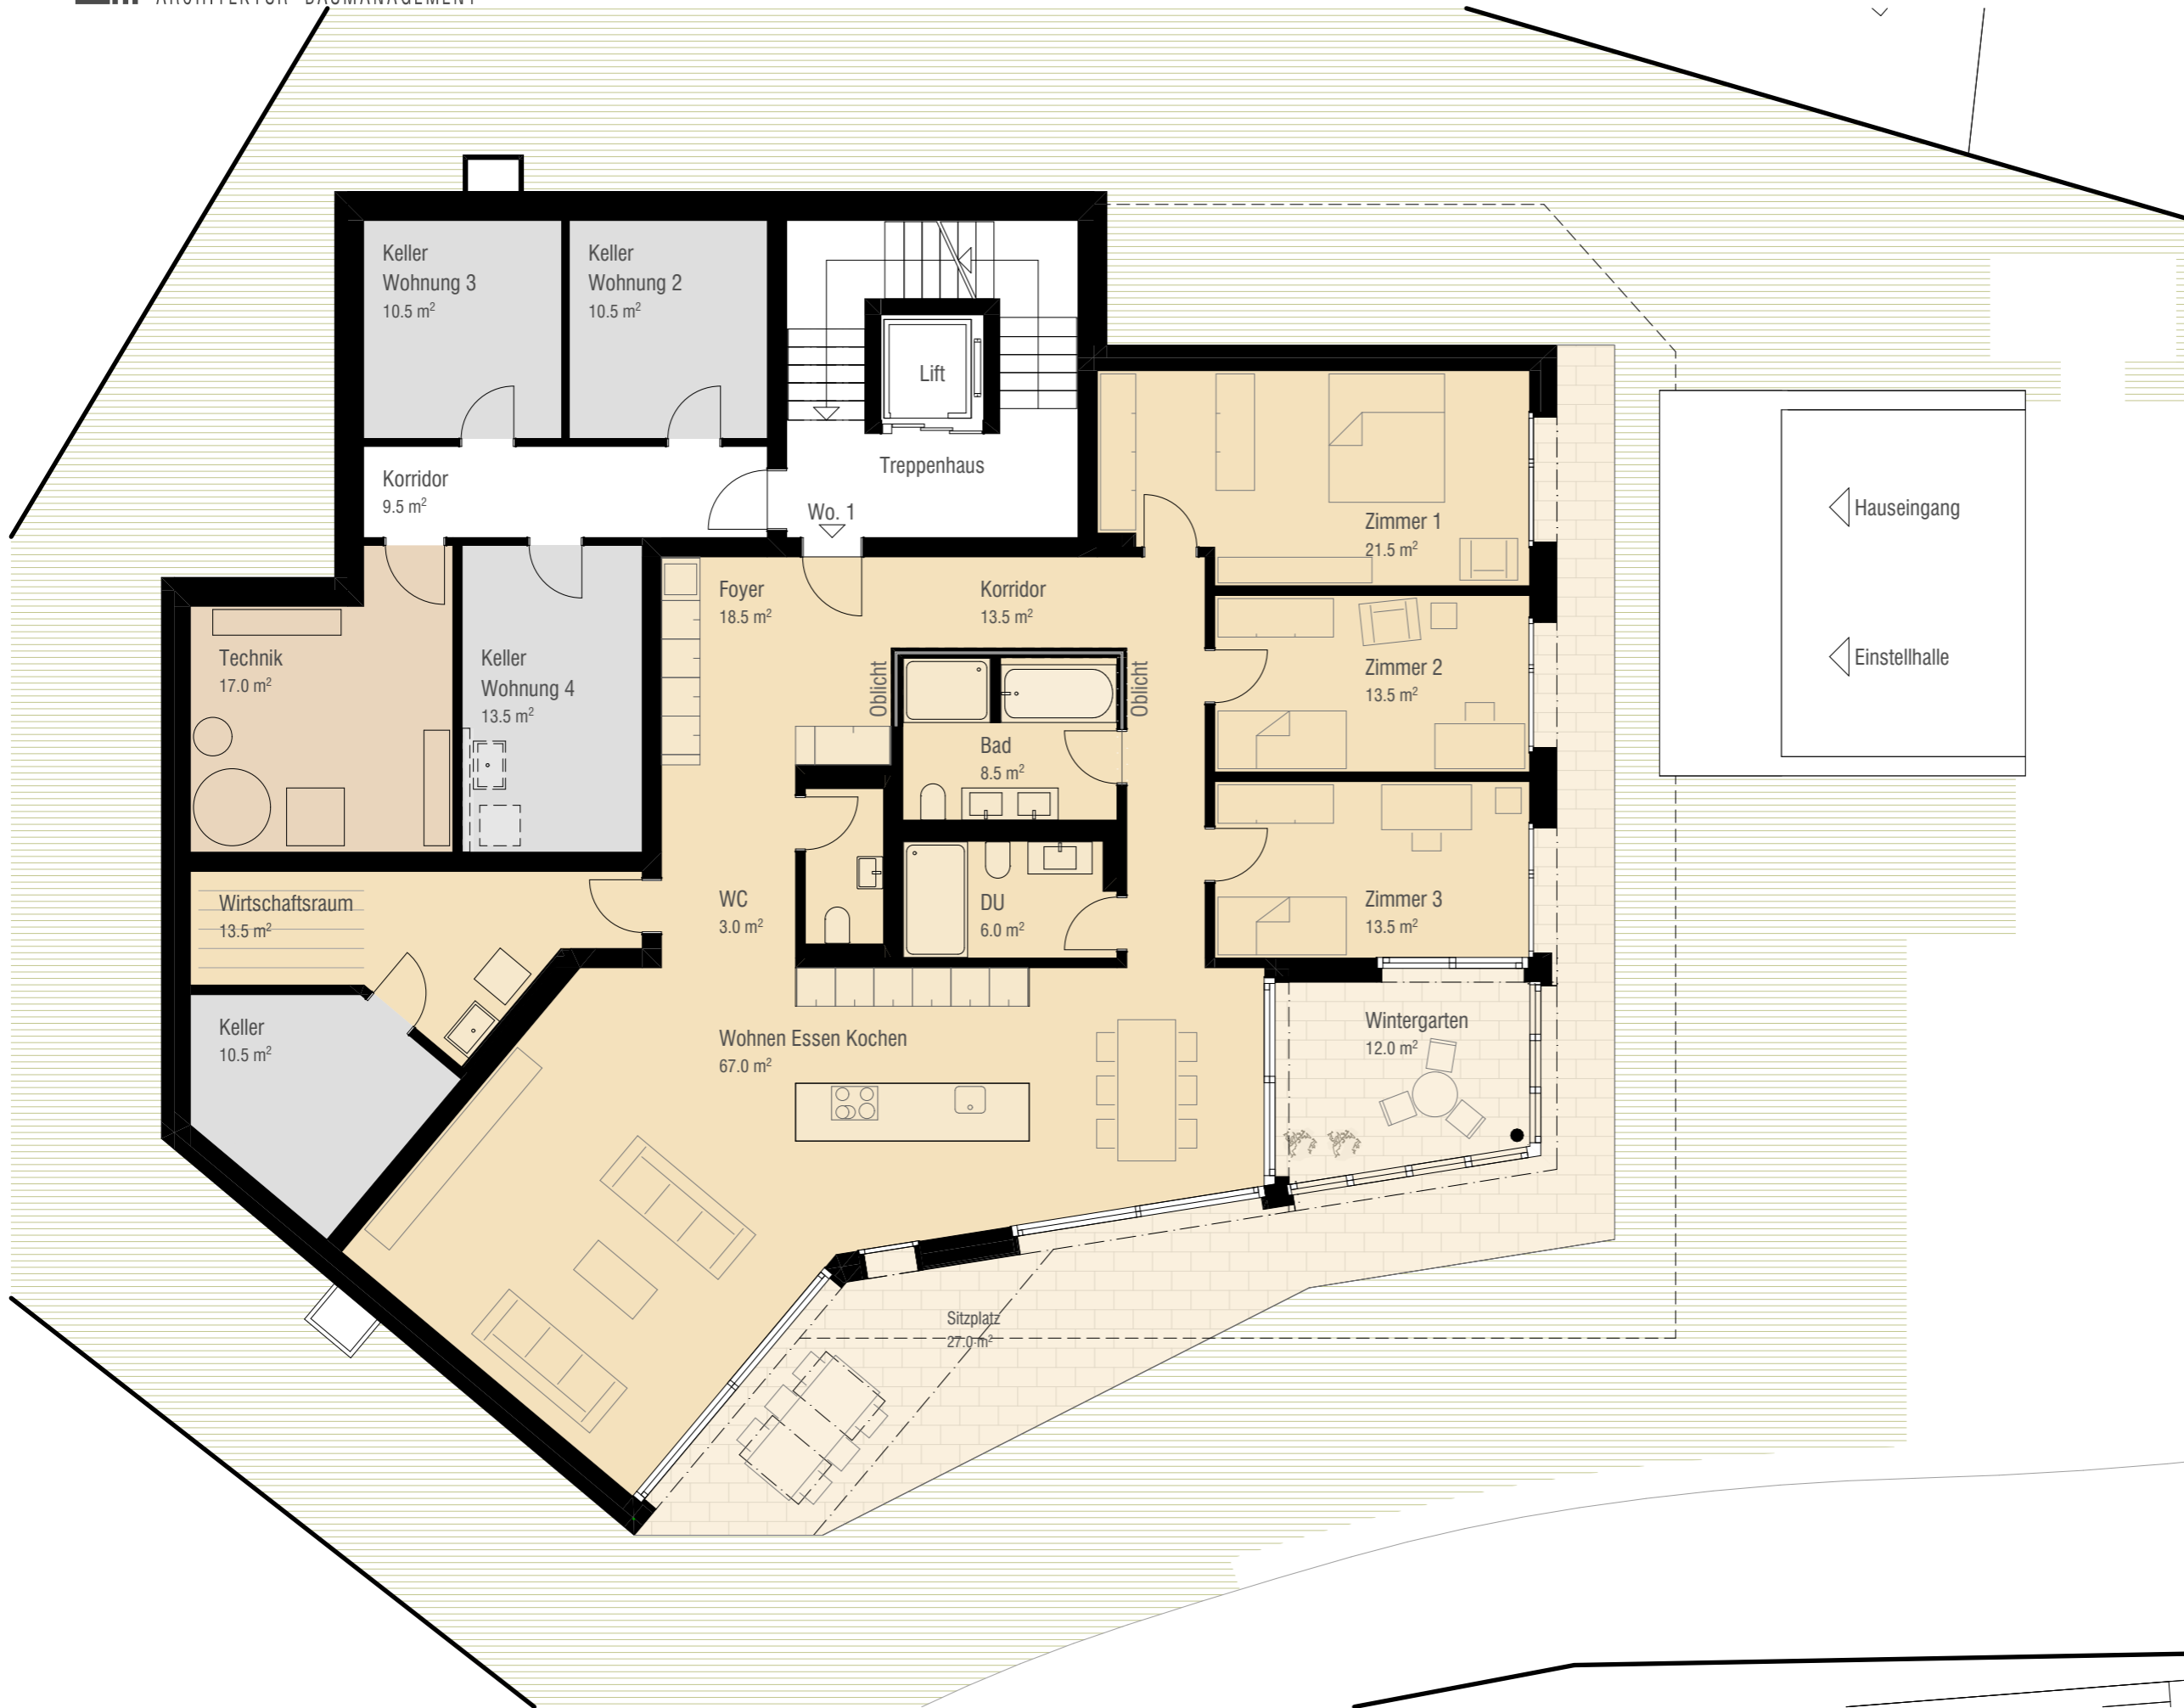 ARCHITEKTUR BAUMANAGEMENT
Keller
Wohnung 3
10.5 m²
Keller
Wohnung 2
10.5 m²
Lift
Treppenhaus
Korridor
9.5 m²
Wo. 1
Zimmer 1
21.5 m²
Hauseingang
Foyer
18.5 m²
Korridor
13.5 m²
Technik
17.0 m²
Keller
Wohnung 4
13.5 m²
Oblicht
Oblicht
Zimmer 2
13.5 m²
Einstellhalle
Bad
8.5 m²
Wirtschaftsraum
13.5 m²
WC
3.0 m²
DU
6.0 m²
Zimmer 3
13.5 m²
Keller
10.5 m²
Wohnen Essen Kochen
67.0 m²
Wintergarten
12.0 m²
Sitzplatz
27.0 m²